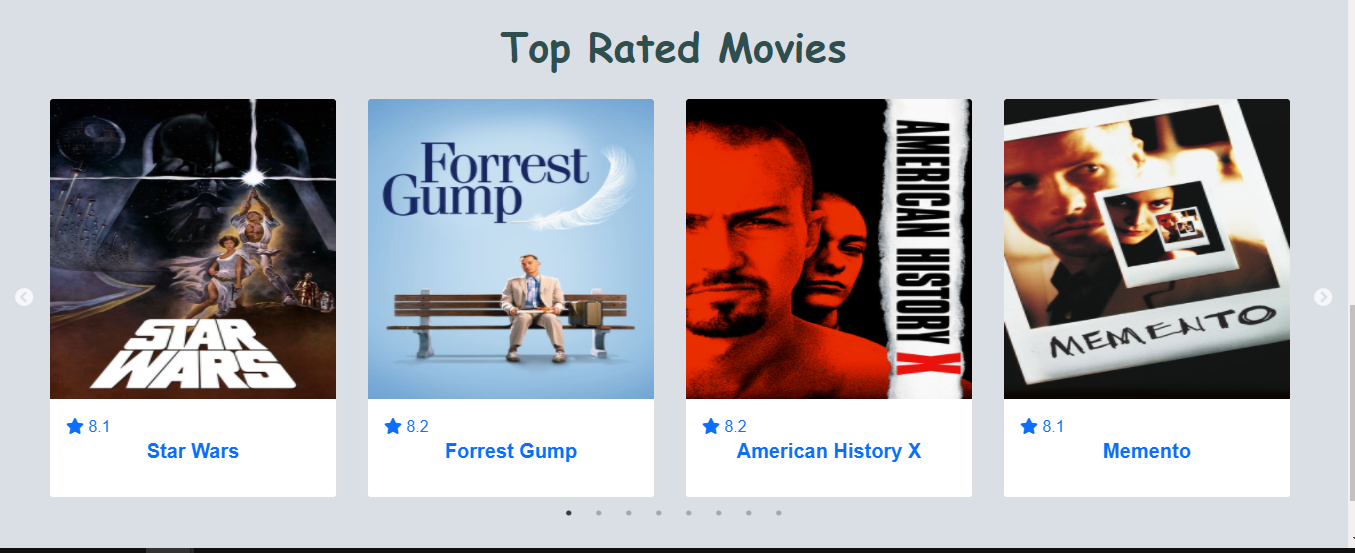 Top Rated Movies
STAR
WARS
8.1
Star Wars
Forrest
Gump
8.2
Forrest Gump
AMERICAN HISTORY X
8.2
American History X
MEMENTO
8.1
Memento